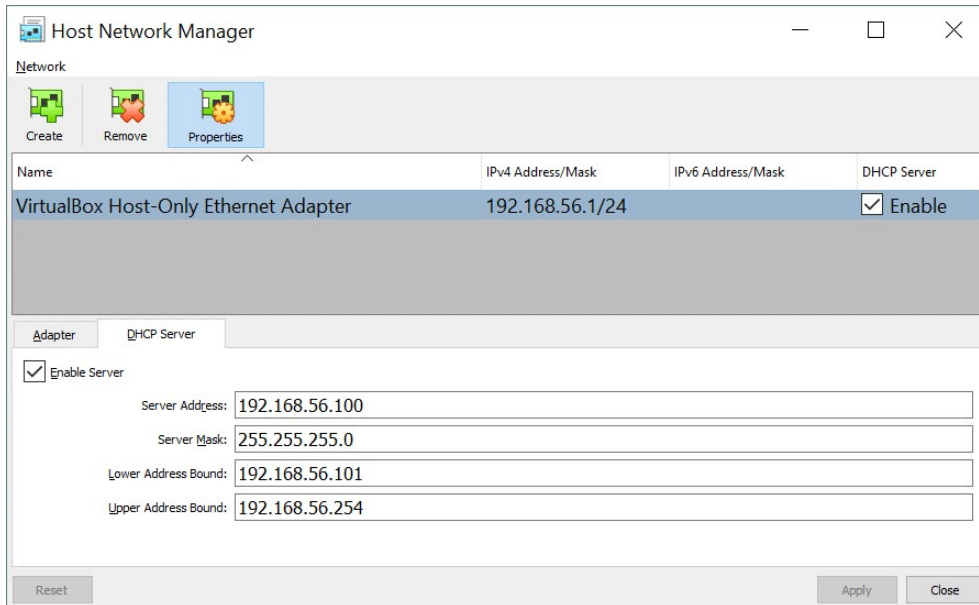 Host Network Manager
Network
Create Remove Properties
Name IPv4 Address/Mask IPv6 Address/Mask DHCP Server
VirtualBox Host-Only Ethernet Adapter 192.168.56.1/24 Enable
Adapter DHCP Server
Enable Server
Server Address: 192.168.56.100
Server Mask: 255.255.255.0
Lower Address Bound: 192.168.56.101
Upper Address Bound: 192.168.56.254
Reset Apply Close